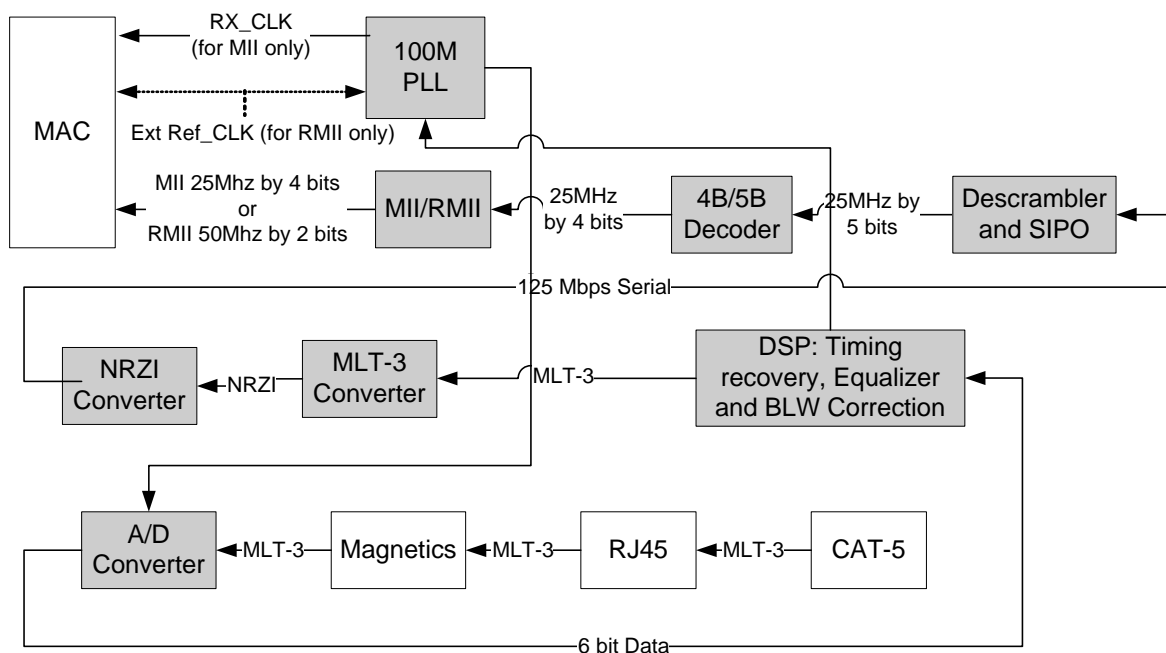 RX_CLK
(for MII only)
100M
PLL
MAC
Ext Ref_CLK (for RMII only)
MII 25Mhz by 4 bits
or
RMII 50Mhz by 2 bits
MII/RMII
25MHz
by 4 bits
4B/5B
Decoder
25MHz by
5 bits
Descrambler
and SIPO
125 Mbps Serial
NRZI
Converter
NRZI
MLT-3
Converter
MLT-3
DSP: Timing
recovery, Equalizer
and BLW Correction
A/D
Converter
MLT-3
Magnetics
MLT-3
RJ45
MLT-3
CAT-5
6 bit Data